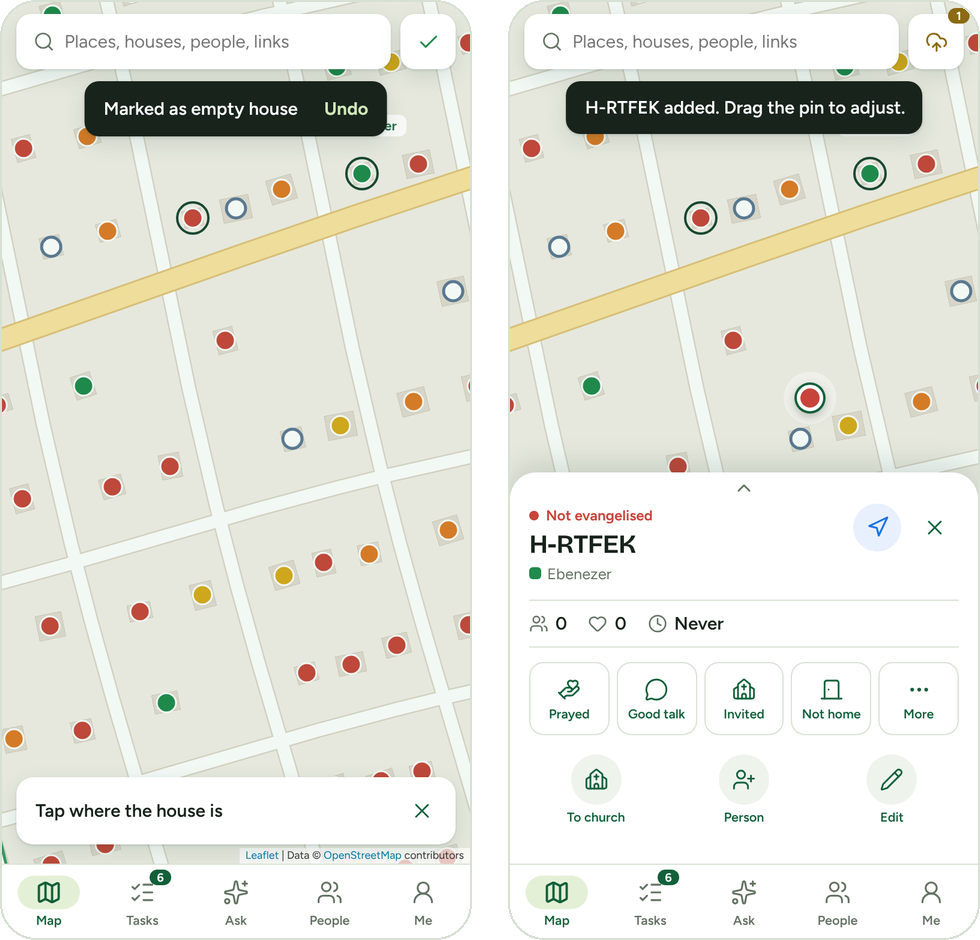 Places, houses, people, links
Marked as empty house Undo
er
Tap where the house is
Leaflet | Data © OpenStreetMap contributors
Map
6
Tasks
Ask
People
Me
Places, houses, people, links
1
H-RTFEK added. Drag the pin to adjust.
Not evangelised
H-RTFEK
Ebenezer
0 0 Never
Prayed Good talk Invited Not home More
To church Person Edit
Map
6
Tasks
Ask
People
Me